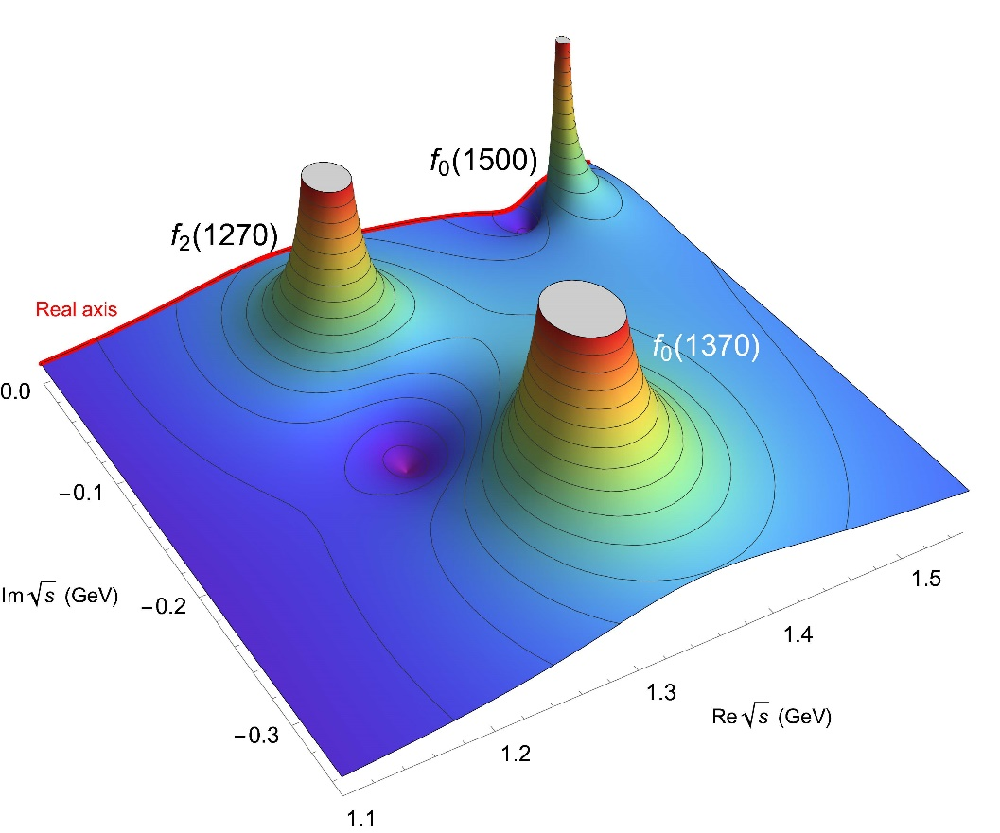 f0(1500)
f2(1270)
Real axis
f0(1370)
0.0
−0.1
−0.2
−0.3
Im √s (GeV)
1.1
1.2
1.3
1.4
1.5
Re √s (GeV)